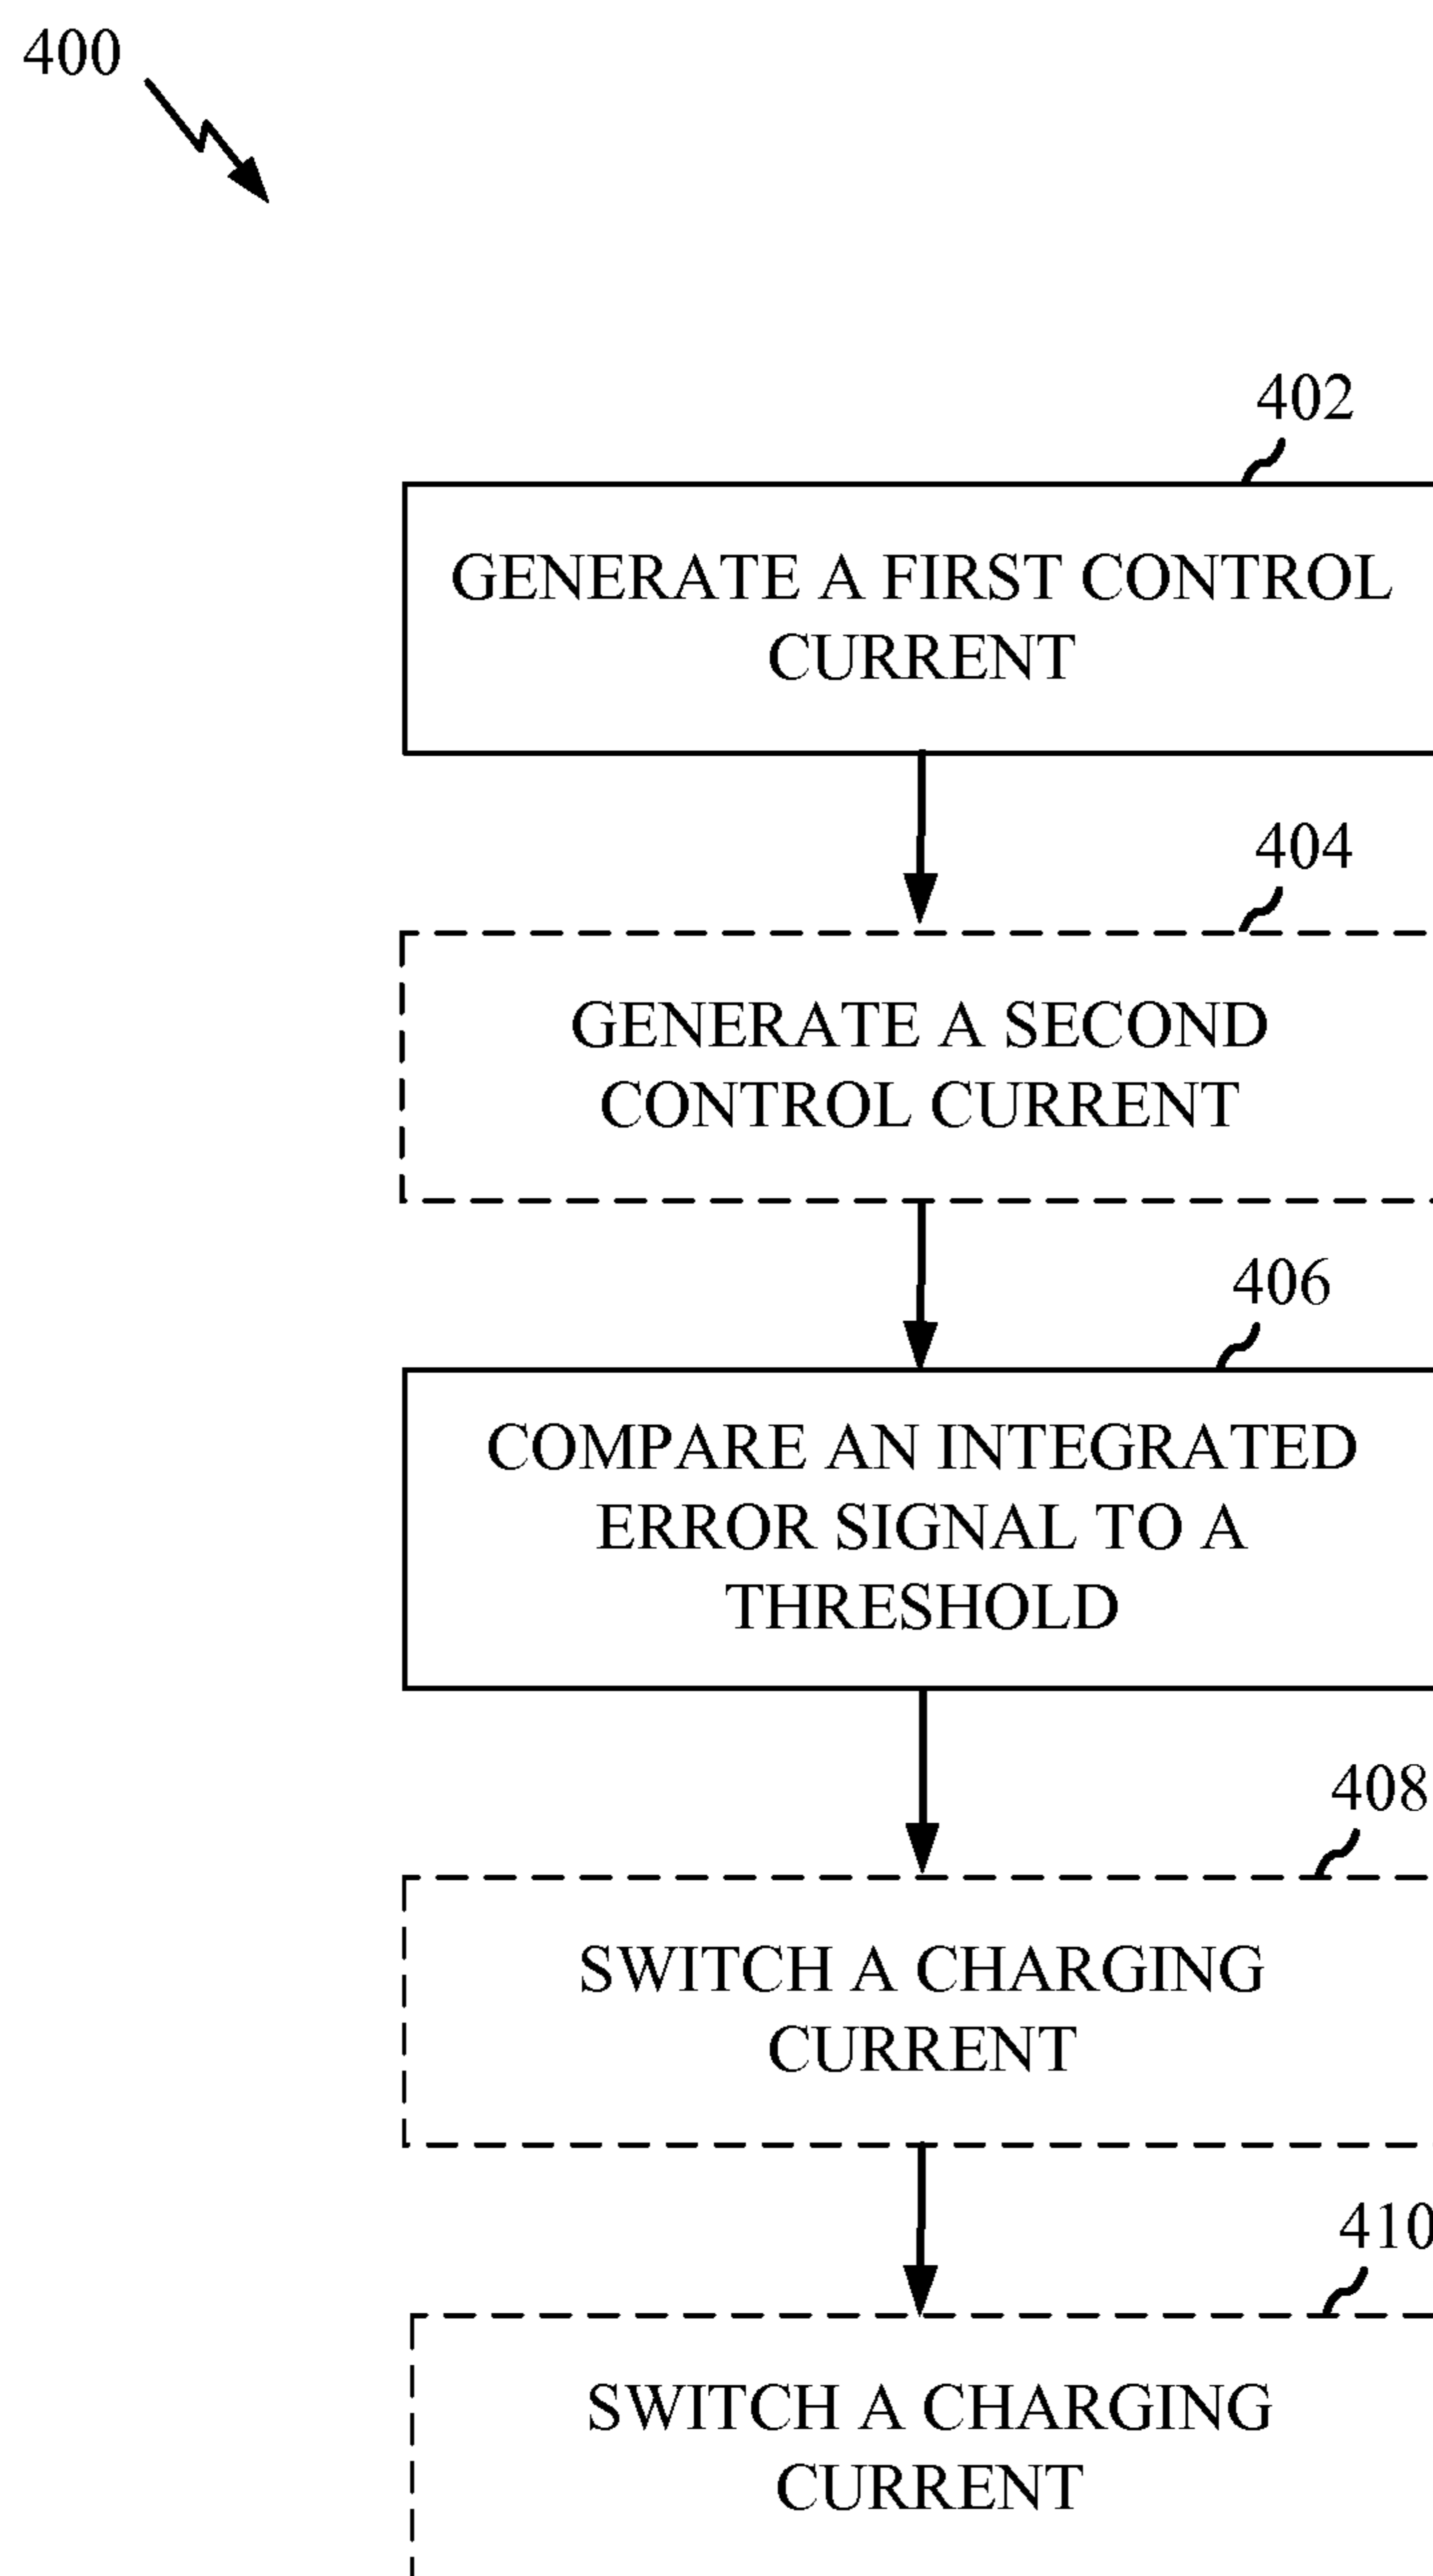 400
402
GENERATE A FIRST CONTROL
CURRENT
404
GENERATE A SECOND
CONTROL CURRENT
406
COMPARE AN INTEGRATED
ERROR SIGNAL TO A
THRESHOLD
408
SWITCH A CHARGING
CURRENT
410
SWITCH A CHARGING
CURRENT